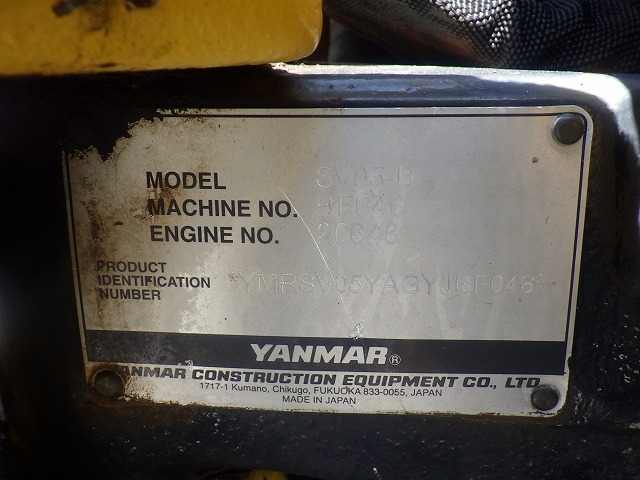 MODEL
MACHINE NO.
ENGINE NO. 20648
PRODUCT
IDENTIFICATION
NUMBER
YANMAR®
YANMAR CONSTRUCTION EQUIPMENT CO., LTD.
1717-1 Kumano, Chikugo, FUKUOKA 833-0055, JAPAN
MADE IN JAPAN